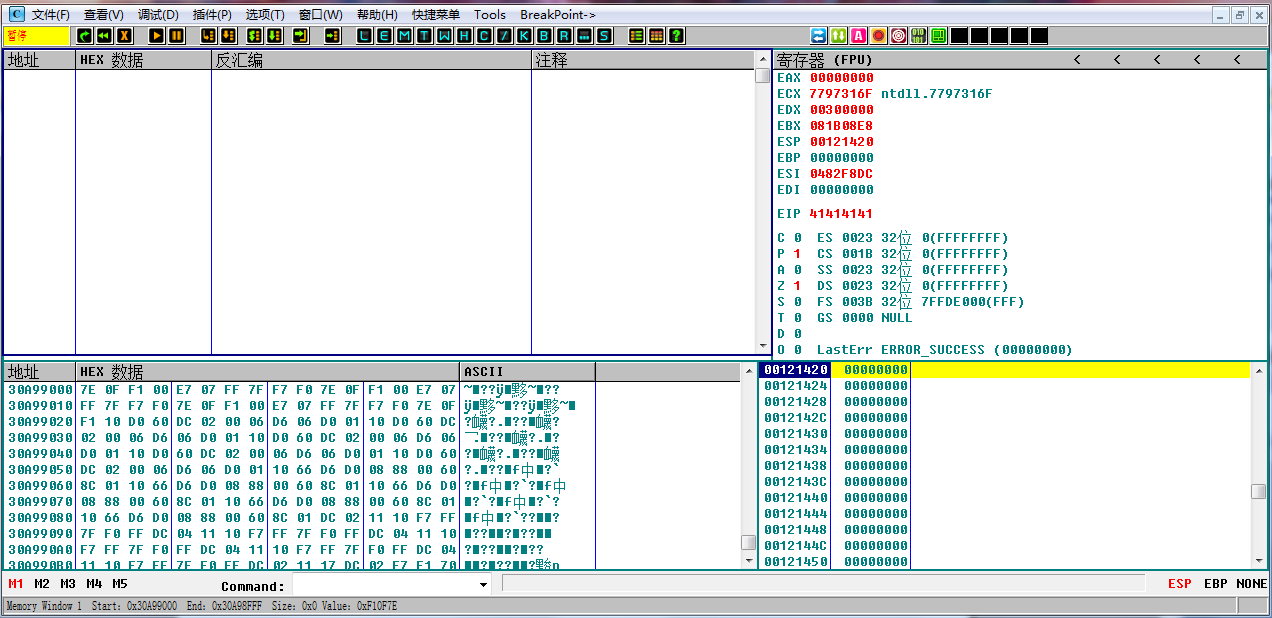 文件(F) 查看(V) 调试(D) 插件(P) 选项(T) 窗口(W) 帮助(H) 快捷菜单 Tools BreakPoint->
暂停 L E M T W H C / K B R ... S ?
地址 HEX 数据 反汇编 注释
寄存器 (FPU) < < < < <
EAX 00000000
ECX 7797316F ntdll.7797316F
EDX 00300000
EBX 081B08E8
ESP 00121420
EBP 00000000
ESI 0482F8DC
EDI 00000000
EIP 41414141
C 0 ES 0023 32位 0(FFFFFFFF)
P 1 CS 001B 32位 0(FFFFFFFF)
A 0 SS 0023 32位 0(FFFFFFFF)
Z 1 DS 0023 32位 0(FFFFFFFF)
S 0 FS 003B 32位 7FFDE000(FFF)
T 0 GS 0000 NULL
D 0
O 0 LastErr ERROR_SUCCESS (00000000)
地址 HEX 数据 ASCII
30A99000 7E 0F F1 00 E7 07 FF 7F F7 F0 7E 0F F1 00 E7 07
30A99010 FF 7F F7 F0 7E 0F F1 00 E7 07 FF 7F F7 F0 7E 0F
30A99020 F1 10 D0 60 DC 02 00 06 D6 06 D0 01 10 D0 60 DC
30A99030 02 00 06 D6 06 D0 01 10 D0 60 DC 02 00 06 D6 06
30A99040 D0 01 10 D0 60 DC 02 00 06 D6 06 D0 01 10 D0 60
30A99050 DC 02 00 06 D6 06 D0 01 10 66 D6 D0 08 88 00 60
30A99060 8C 01 10 66 D6 D0 08 88 00 60 8C 01 10 66 D6 D0
30A99070 08 88 00 60 8C 01 10 66 D6 D0 08 88 00 60 8C 01
30A99080 10 66 D6 D0 08 88 00 60 8C 01 DC 02 11 10 F7 FF
30A99090 7F F0 FF DC 04 11 10 F7 FF 7F F0 FF DC 04 11 10
30A990A0 F7 FF 7F F0 FF DC 04 11 10 F7 FF 7F F0 FF DC 04
30A990B0 11 10 F7 FF 7F F0 FF DC 02 11 17 DC 02 F7 F1 70
00121420 00000000
00121424 00000000
00121428 00000000
0012142C 00000000
00121430 00000000
00121434 00000000
00121438 00000000
0012143C 00000000
00121440 00000000
00121444 00000000
00121448 00000000
0012144C 00000000
00121450 00000000
M1 M2 M3 M4 M5 Command: ESP EBP NONE
Memory Window 1 Start: 0x30A99000 End: 0x30A98FFF Size: 0x0 Value: 0xF10F7E